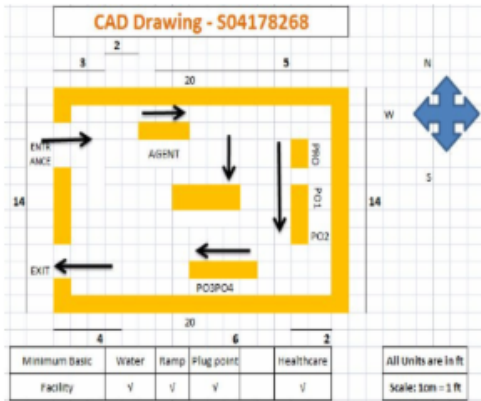 CAD Drawing - S04178268
2
3
5
20
N
W
S
ENTR
ANCE
AGENT
PRO
PO1
PO2
14
14
EXIT
PO3PO4
20
4
6
2
Minimum Basic Water Ramp Plug point Healthcare
Facility √ √ √ √
All Units are in ft
Scale: 1cm = 1 ft